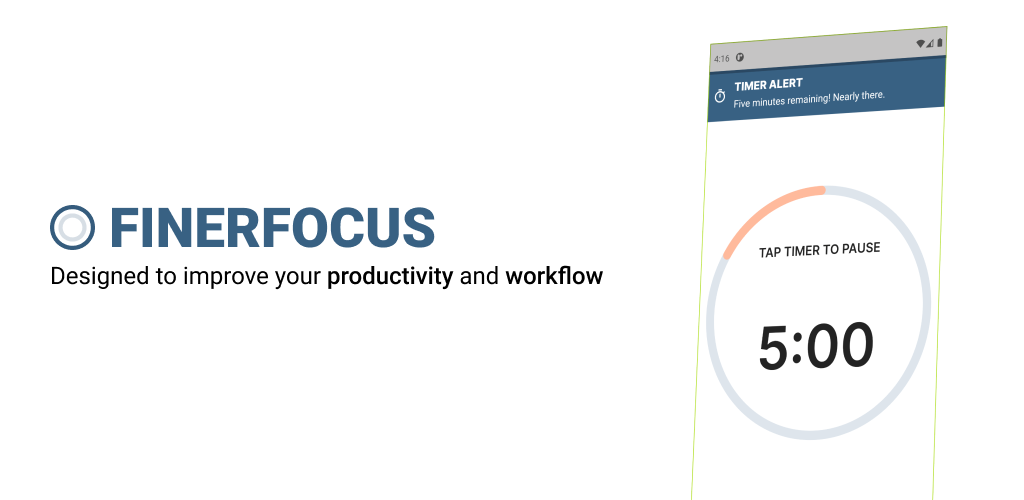 FINERFOCUS
Designed to improve your productivity and workflow
4:16
TIMER ALERT
Five minutes remaining! Nearly there.
TAP TIMER TO PAUSE
5:00